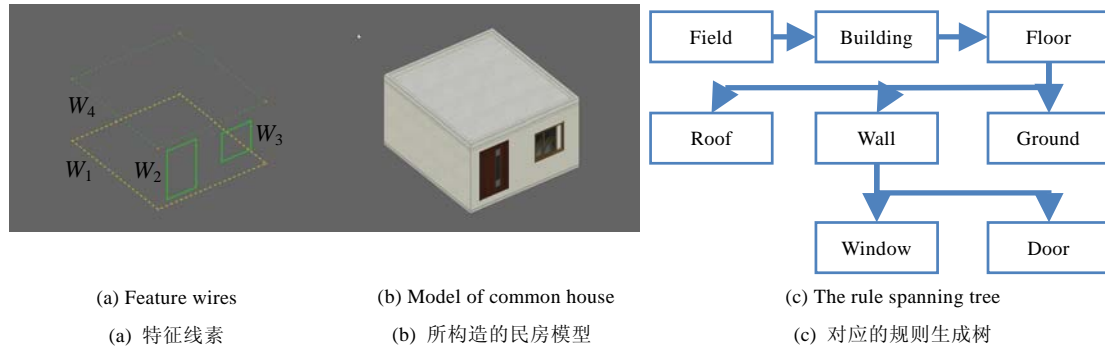 W4
W1
W2
W3
Field
Building
Floor
Roof
Wall
Ground
Window
Door
(a) Feature wires
(b) Model of common house
(c) The rule spanning tree
(a) 特征线素
(b) 所构造的民房模型
(c) 对应的规则生成树